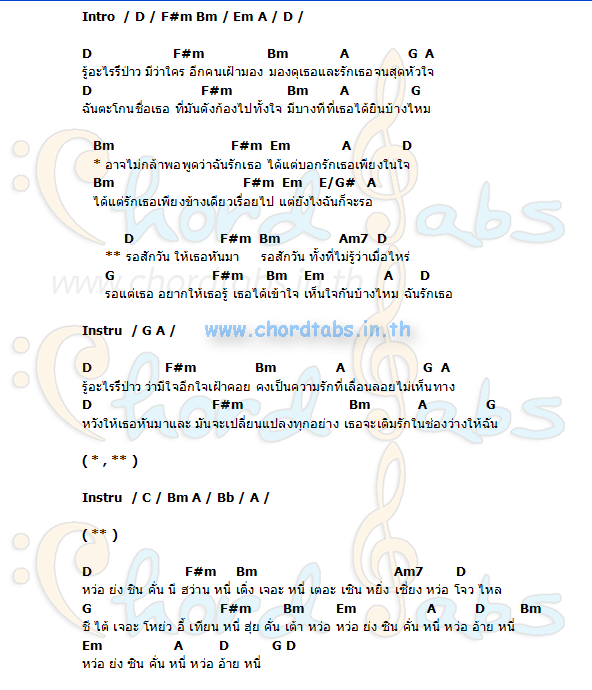 Intro / D / F#m Bm / Em A / D /
D F#m Bm A G A
รู้อะไรรึป่าว มีว่าใคร อีกคนเฝ้ามอง มองดูเธอและรักเธอจนสุดหัวใจ
D F#m Bm A G
ฉันตะโกนชื่อเธอ ที่มันดังก้องไปทั้งใจ มีบางทีที่เธอได้ยินบ้างไหม
Bm F#m Em A D
* อาจไม่กล้าพอพูดว่าฉันรักเธอ ได้แต่บอกรักเธอเพียงในใจ
Bm F#m Em E/G# A
ได้แต่รักเธอเพียงข้างเดียวเรื่อยไป แต่ยังไงฉันก็จะรอ
D F#m Bm Am7 D
** รอสักวัน ให้เธอหันมา รอสักวัน ทั้งที่ไม่รู้ว่าเมื่อไหร่
G F#m Bm Em A D
รอแต่เธอ อยากให้เธอรู้ เธอได้เข้าใจ เห็นใจกันบ้างไหม ฉันรักเธอ
Instru / G A /
www.chordtabs.in.th
D F#m Bm A G A
รู้อะไรรึป่าว ว่ามีใจอีกใจเฝ้าคอย คงเป็นความรักที่เลื่อนลอยไม่เห็นทาง
D F#m Bm A G
หวังให้เธอหันมาและ มันจะเปลี่ยนแปลงทุกอย่าง เธอจะเติมรักในช่องว่างให้ฉัน
( * , ** )
Instru / C / Bm A / Bb / A /
( ** )
D F#m Bm Am7 D
หว่อ ย่ง ซิน คั่น นี สว่าน หนี่ เดิ่ง เจอะ หนี่ เตอะ เซิน หยิ่ง เซี่ยง หว่อ โจว ไหล
G F#m Bm Em A D Bm
ซี ไต้ เจอะ โหย่ว อี้ เทียน หนี่ ฮุ่ย คั่น เต้า หว่อ หว่อ ย่ง ซิน คั่น หนี่ หว่อ อ้าย หนี่
Em A D G D
หว่อ ย่ง ซิน คั่น หนี่ หว่อ อ้าย หนี่